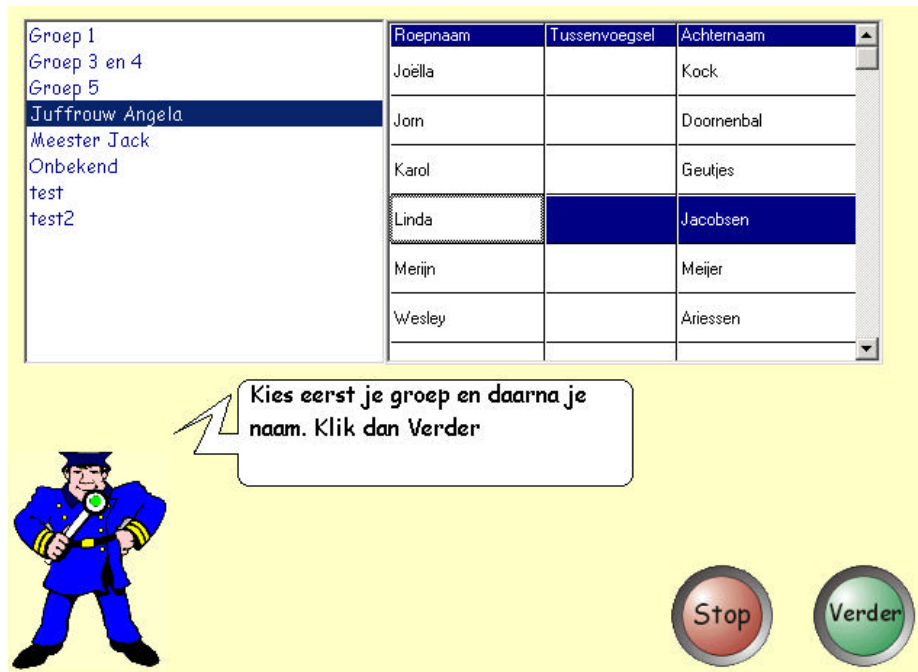 Groep 1
Groep 3 en 4
Groep 5
Juffrouw Angela
Meester Jack
Onbekend
test
test2
Roepnaam Tussenvoegsel Achternaam
Joëlla Kock
Jorn Doornenbal
Karol Geutjes
Linda Jacobsen
Merijn Meijer
Wesley Ariessen
Kies eerst je groep en daarna je
naam. Klik dan Verder
Stop Verder